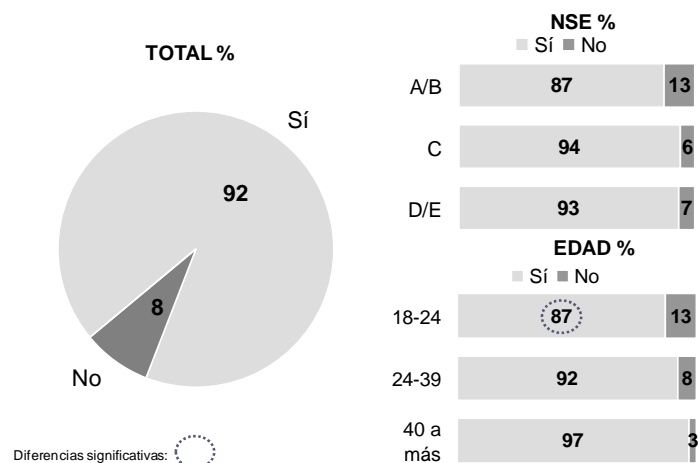 TOTAL %
Sí
92
8
No
Diferencias significativas:
NSE %
Sí No
A/B 87 13
C 94 6
D/E 93 7
EDAD %
Sí No
18-24 87 13
24-39 92 8
40 a
más
97 3